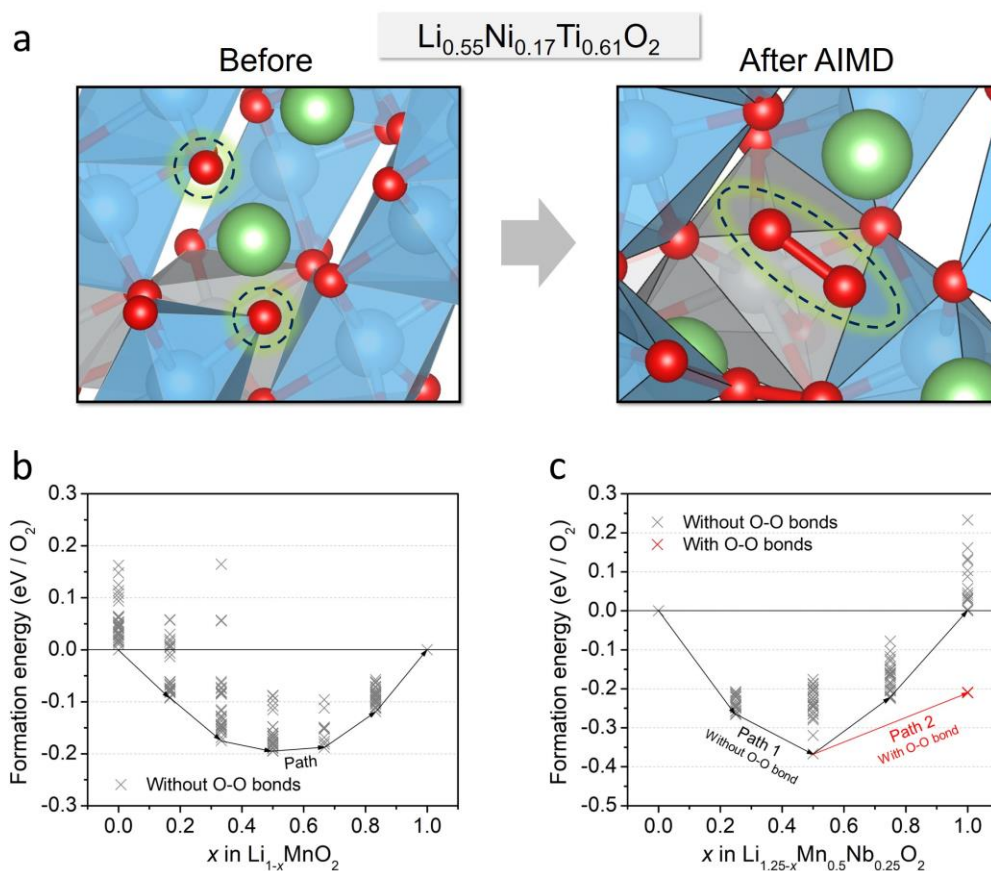 a
Li0.55Ni0.17Ti0.61O2
Before
After AIMD
b
Formation energy (eV / O2)
0.3
0.2
0.1
0.0
-0.1
-0.2
-0.3
Path
Without O-O bonds
0.0 0.2 0.4 0.6 0.8 1.0
x in Li1-xMnO2
c
Formation energy (eV / O2)
0.3
0.2
0.1
0.0
-0.1
-0.2
-0.3
-0.4
-0.5
Without O-O bonds
With O-O bonds
Path 1
Without O-O bond
Path 2
With O-O bond
0.0 0.2 0.4 0.6 0.8 1.0
x in Li1.25-xMn0.5Nb0.25O2